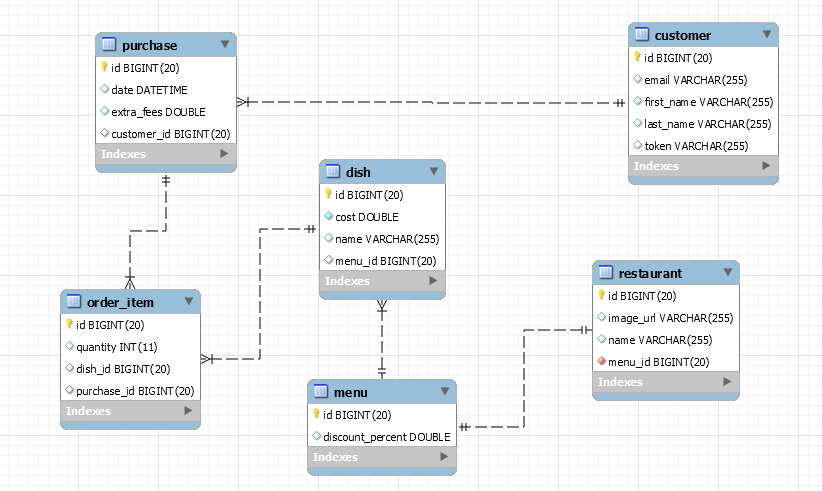 purchase
id BIGINT(20)
date DATETIME
extra_fees DOUBLE
customer_id BIGINT(20)
Indexes
customer
id BIGINT(20)
email VARCHAR(255)
first_name VARCHAR(255)
last_name VARCHAR(255)
token VARCHAR(255)
Indexes
dish
id BIGINT(20)
cost DOUBLE
name VARCHAR(255)
menu_id BIGINT(20)
Indexes
order_item
id BIGINT(20)
quantity INT(11)
dish_id BIGINT(20)
purchase_id BIGINT(20)
Indexes
restaurant
id BIGINT(20)
image_url VARCHAR(255)
name VARCHAR(255)
menu_id BIGINT(20)
Indexes
menu
id BIGINT(20)
discount_percent DOUBLE
Indexes